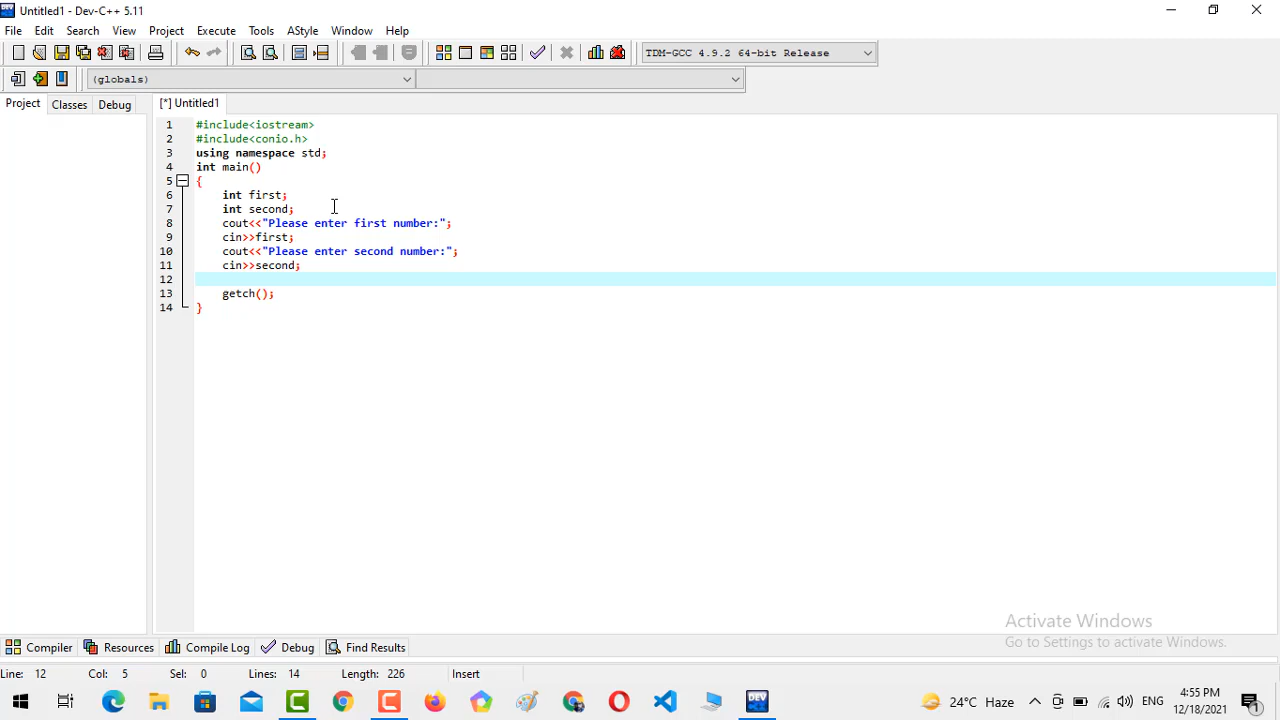 Untitled1 - Dev-C++ 5.11
File Edit Search View Project Execute Tools AStyle Window Help
TDM-GCC 4.9.2 64-bit Release
(globals)
Project Classes Debug [*] Untitled1
1 #include<iostream>
2 #include<conio.h>
3 using namespace std;
4 int main()
5 {
6 int first;
7 int second;
8 cout<<"Please enter first number:";
9 cin>>first;
10 cout<<"Please enter second number:";
11 cin>>second;
12
13 getch();
14 }
Activate Windows
Go to Settings to activate Windows.
Compiler Resources Compile Log Debug Find Results
Line: 12 Col: 5 Sel: 0 Lines: 14 Length: 226 Insert
DEV
24°C Haze ENG 4:55 PM
12/18/2021 1